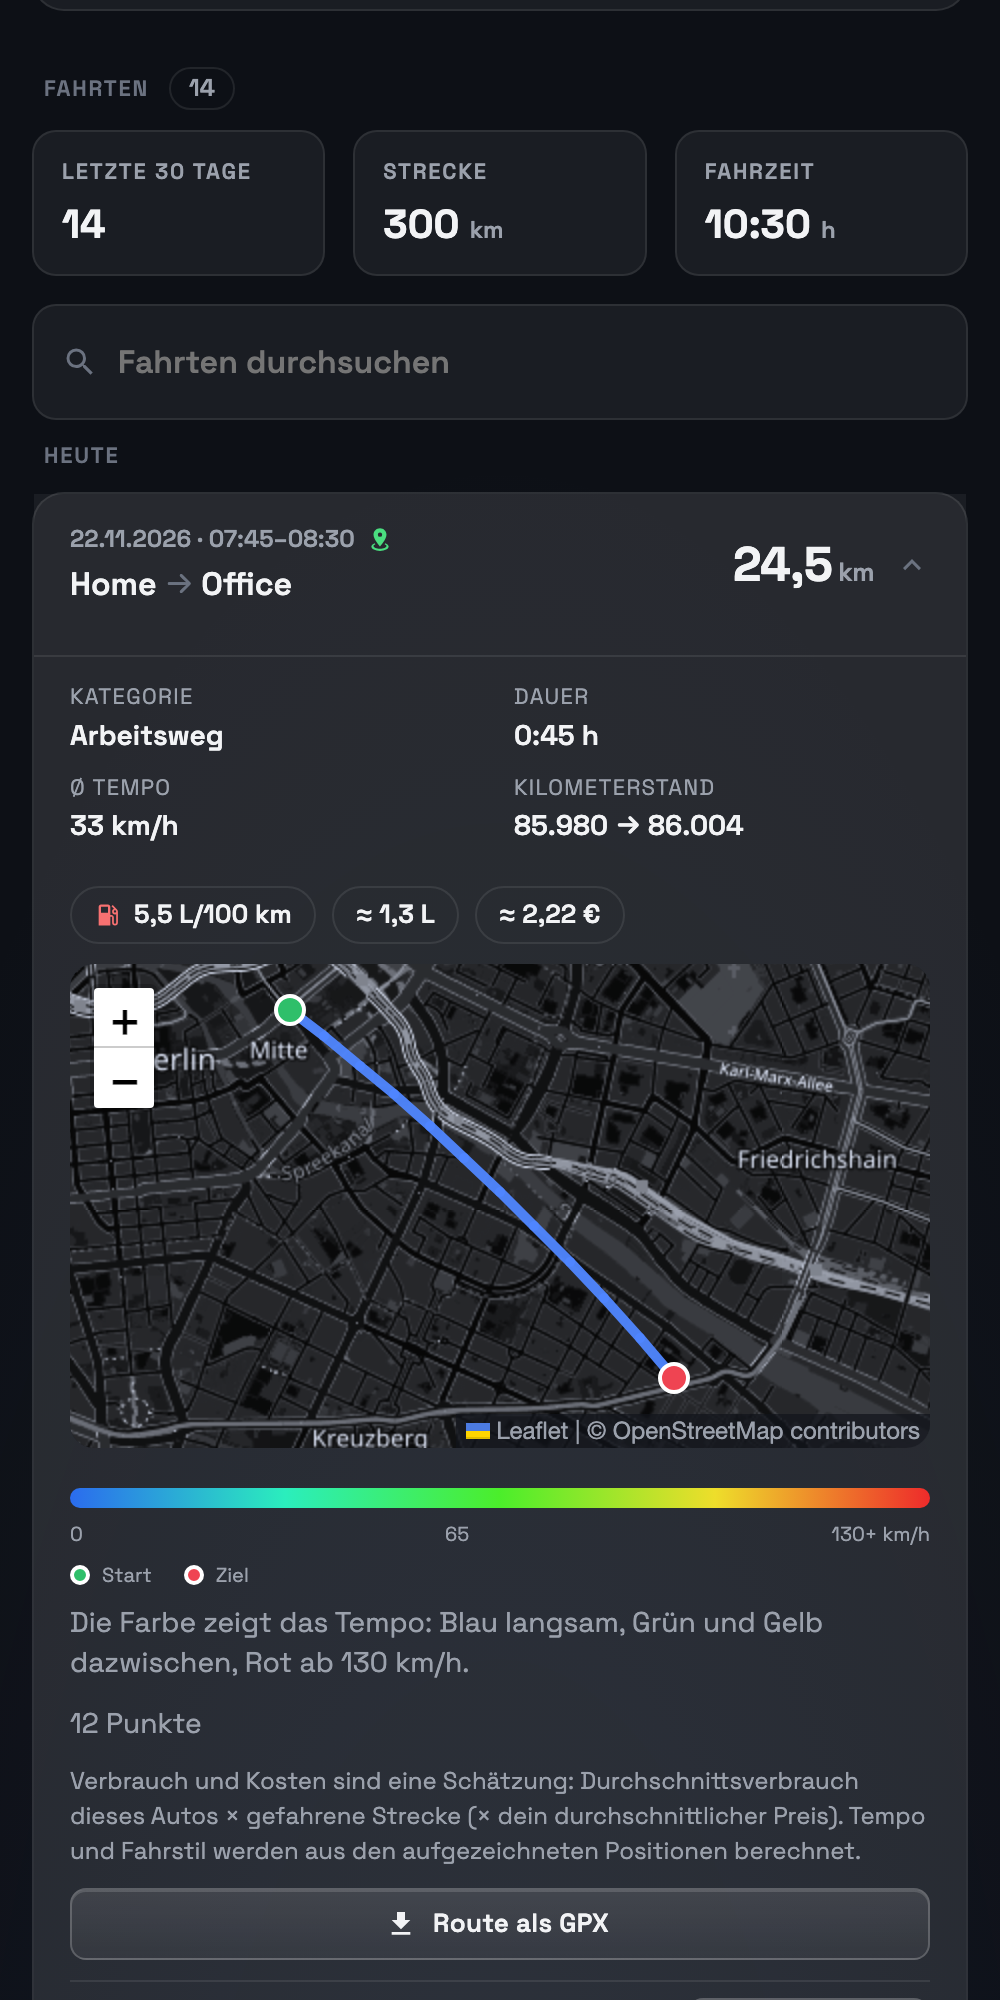 FAHRTEN 14
LETZTE 30 TAGE
14
STRECKE
300 km
FAHRZEIT
10:30 h
Fahrten durchsuchen
HEUTE
22.11.2026 · 07:45–08:30
Home → Office
24,5 km
KATEGORIE
Arbeitsweg
DAUER
0:45 h
Ø TEMPO
33 km/h
KILOMETERSTAND
85.980 → 86.004
5,5 L/100 km
≈ 1,3 L
≈ 2,22 €
+
−
erlin
Mitte
Karl-Marx-Allee
Spreekanal
Friedrichshain
Kreuzberg
Leaflet | © OpenStreetMap contributors
0
65
130+ km/h
Start
Ziel
Die Farbe zeigt das Tempo: Blau langsam, Grün und Gelb
dazwischen, Rot ab 130 km/h.
12 Punkte
Verbrauch und Kosten sind eine Schätzung: Durchschnittsverbrauch
dieses Autos × gefahrene Strecke (× dein durchschnittlicher Preis). Tempo
und Fahrstil werden aus den aufgezeichneten Positionen berechnet.
Route als GPX